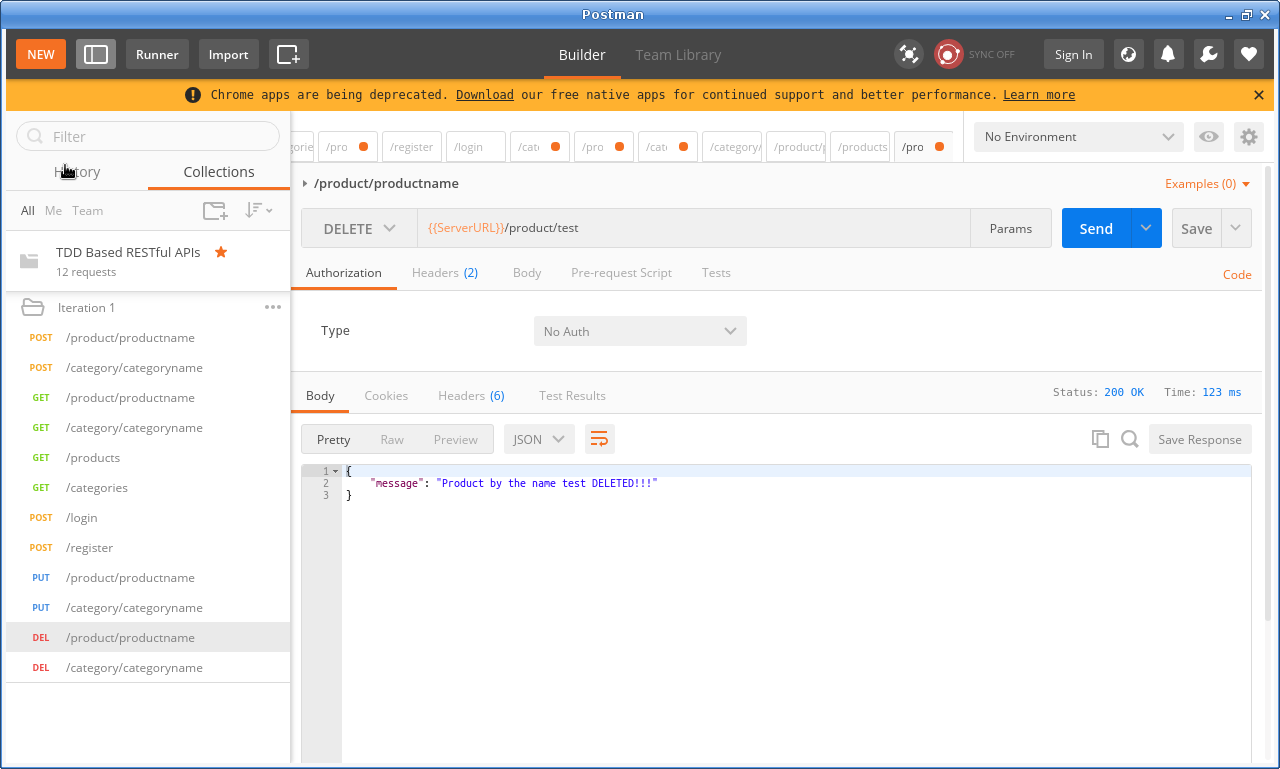 Postman
NEW Runner Import Builder Team Library SYNC OFF Sign In
Chrome apps are being deprecated. Download our free native apps for continued support and better performance. Learn more
Filter
History Collections
All Me Team
TDD Based RESTful APIs
12 requests
Iteration 1
POST /product/productname
POST /category/categoryname
GET /product/productname
GET /category/categoryname
GET /products
GET /categories
POST /login
POST /register
PUT /product/productname
PUT /category/categoryname
DEL /product/productname
DEL /category/categoryname
gorie /pro /register /login /cat /pro /cat /category/ /product/p /products /pro
No Environment
/product/productname Examples (0)
DELETE {{ServerURL}}/product/test Params Send Save
Authorization Headers (2) Body Pre-request Script Tests Code
Type No Auth
Body Cookies Headers (6) Test Results Status: 200 OK Time: 123 ms
Pretty Raw Preview JSON Save Response
1 {
2 "message": "Product by the name test DELETED!!!"
3 }